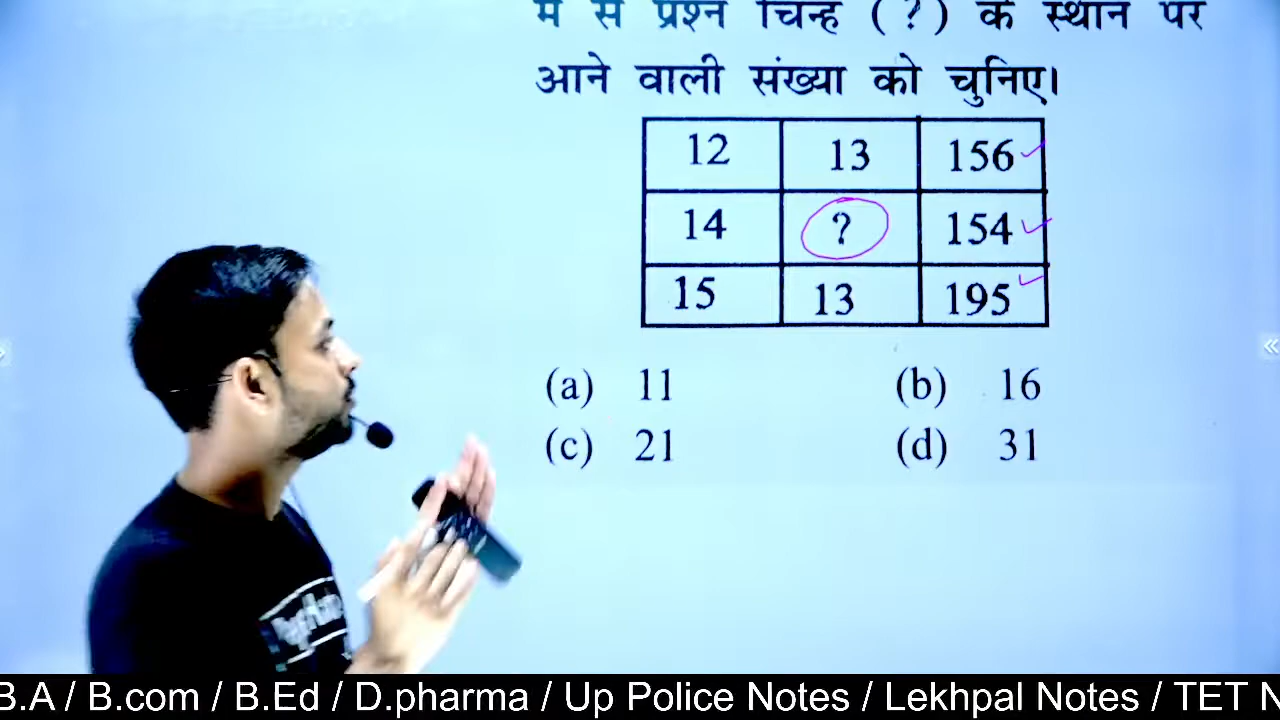 में से प्रश्न चिन्ह (?) के स्थान पर
आने वाली संख्या को चुनिए।
12 13 156
14 ? 154
15 13 195
(a) 11 (b) 16
(c) 21 (d) 31
B.A / B.com / B.Ed / D.pharma / Up Police Notes / Lekhpal Notes / TET N